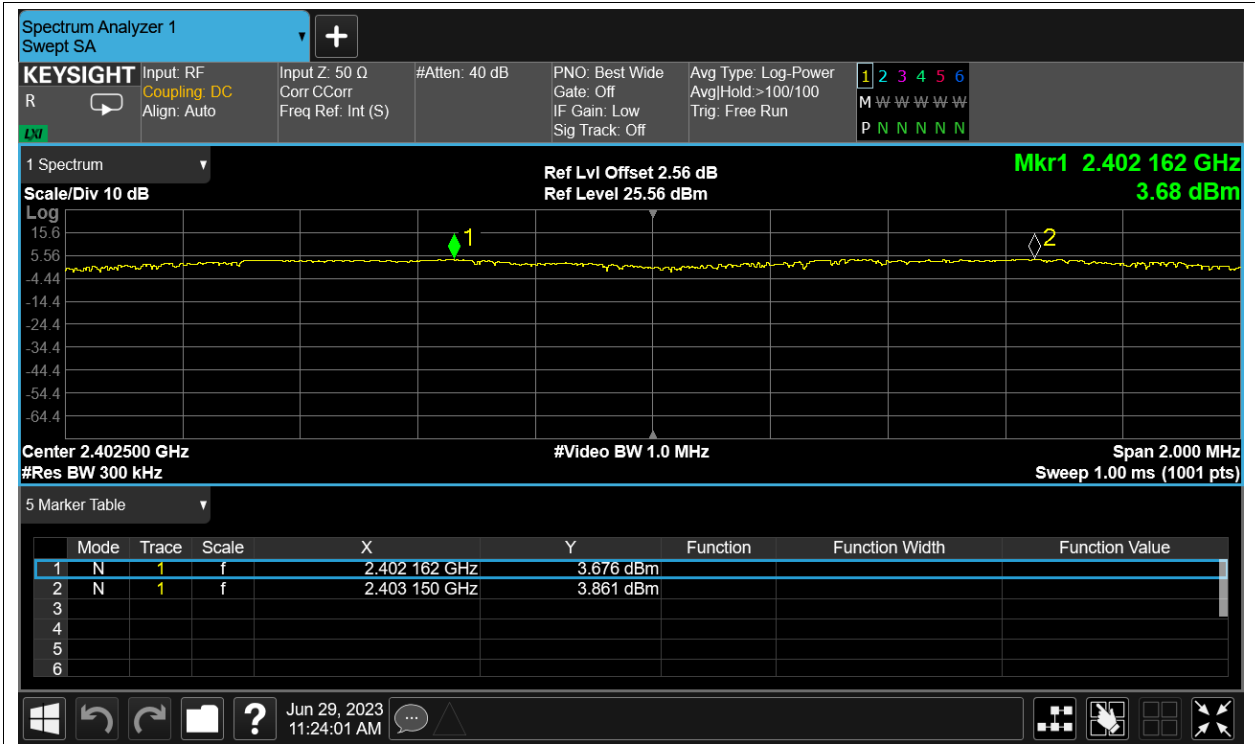 Spectrum Analyzer 1
Swept SA
KEYSIGHT
R
LXI
Input: RF
Coupling: DC
Align: Auto
Input Z: 50 Ω
Corr CCorr
Freq Ref: Int (S)
#Atten: 40 dB
PNO: Best Wide
Gate: Off
IF Gain: Low
Sig Track: Off
Avg Type: Log-Power
Avg|Hold:>100/100
Trig: Free Run
1 2 3 4 5 6
M W W W W W
P N N N N N
1 Spectrum
Scale/Div 10 dB
Ref Lvl Offset 2.56 dB
Ref Level 25.56 dBm
Mkr1 2.402 162 GHz
3.68 dBm
Log
15.6
5.56
-4.44
-14.4
-24.4
-34.4
-44.4
-54.4
-64.4
1
2
Center 2.402500 GHz
#Res BW 300 kHz
#Video BW 1.0 MHz
Span 2.000 MHz
Sweep 1.00 ms (1001 pts)
5 Marker Table
Mode Trace Scale X Y Function Function Width Function Value
1 N 1 f 2.402 162 GHz 3.676 dBm
2 N 1 f 2.403 150 GHz 3.861 dBm
3
4
5
6
?
Jun 29, 2023
11:24:01 AM